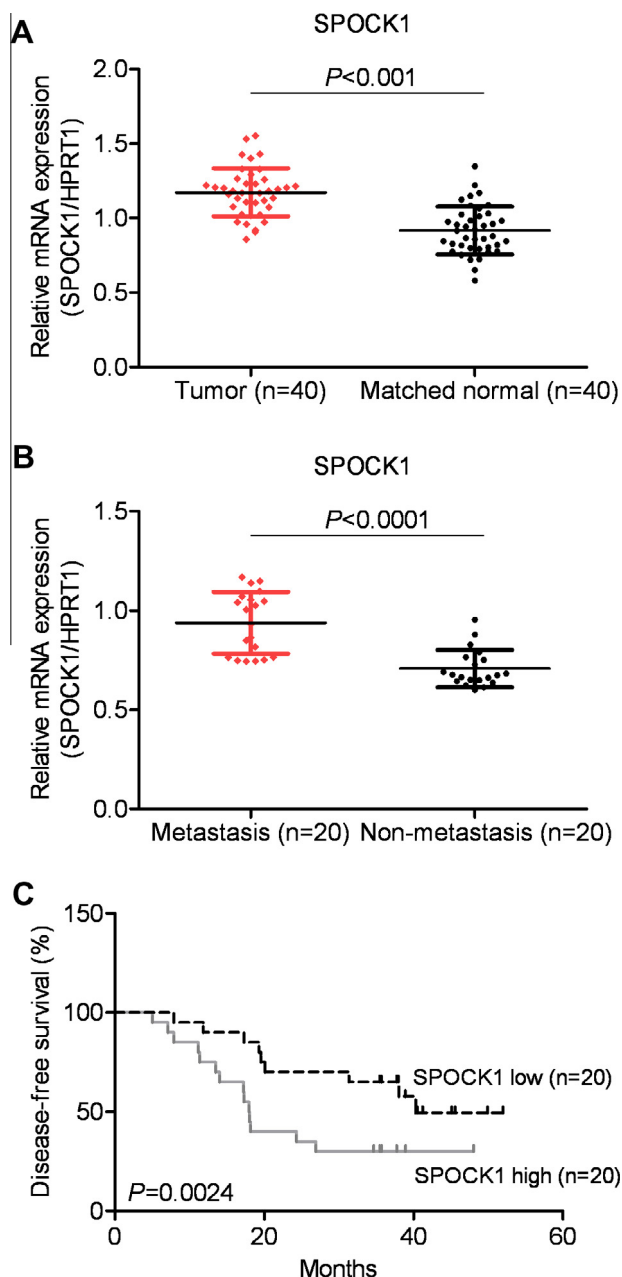 A
SPOCK1
P<0.001
2.0
1.5
1.0
0.5
0.0
Relative mRNA expression
(SPOCK1/HPRT1)
Tumor (n=40)
Matched normal (n=40)
B
SPOCK1
P<0.0001
1.5
1.0
0.5
0.0
Relative mRNA expression
(SPOCK1/HPRT1)
Metastasis (n=20)
Non-metastasis (n=20)
C
150
100
50
0
Disease-free survival (%)
SPOCK1 low (n=20)
SPOCK1 high (n=20)
P=0.0024
0
20
40
60
Months